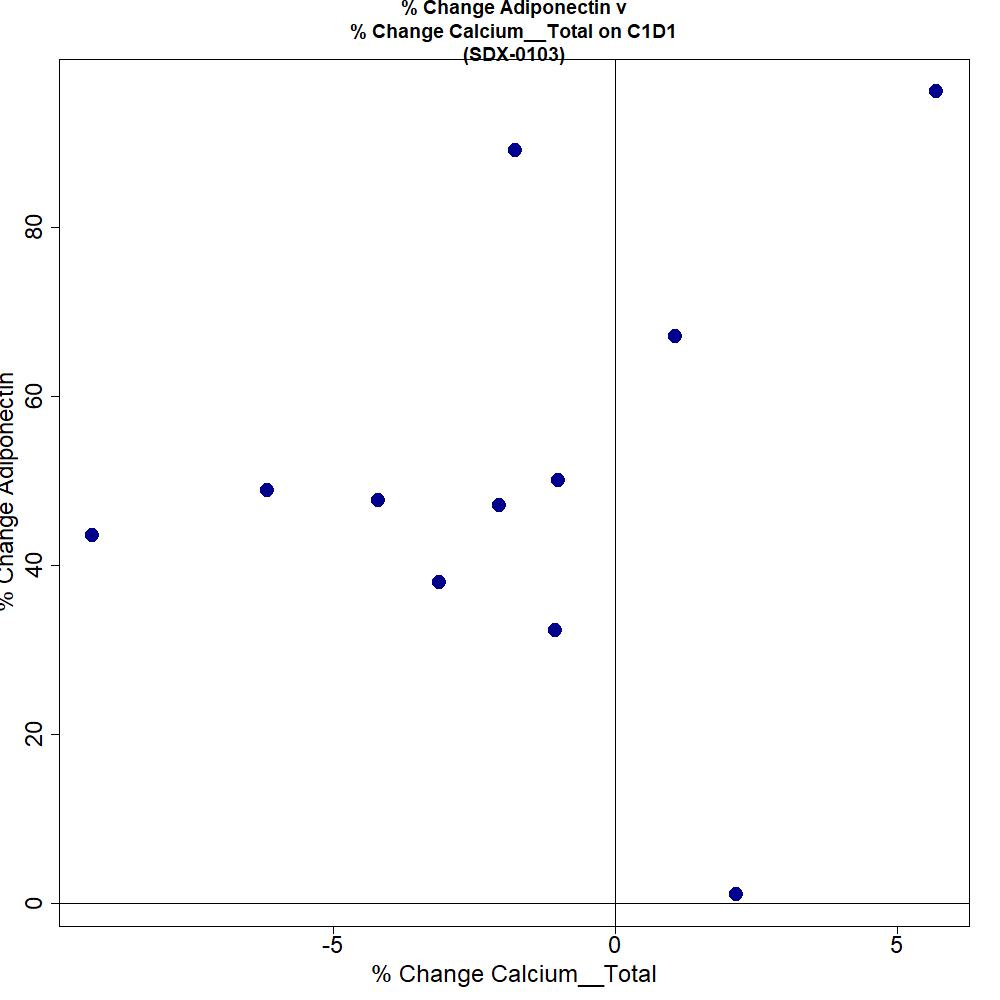 % Change Adiponectin v
% Change Calcium__Total on C1D1
(SDX-0103)
% Change Adiponectin
80
60
40
20
0
-5
0
5
% Change Calcium__Total